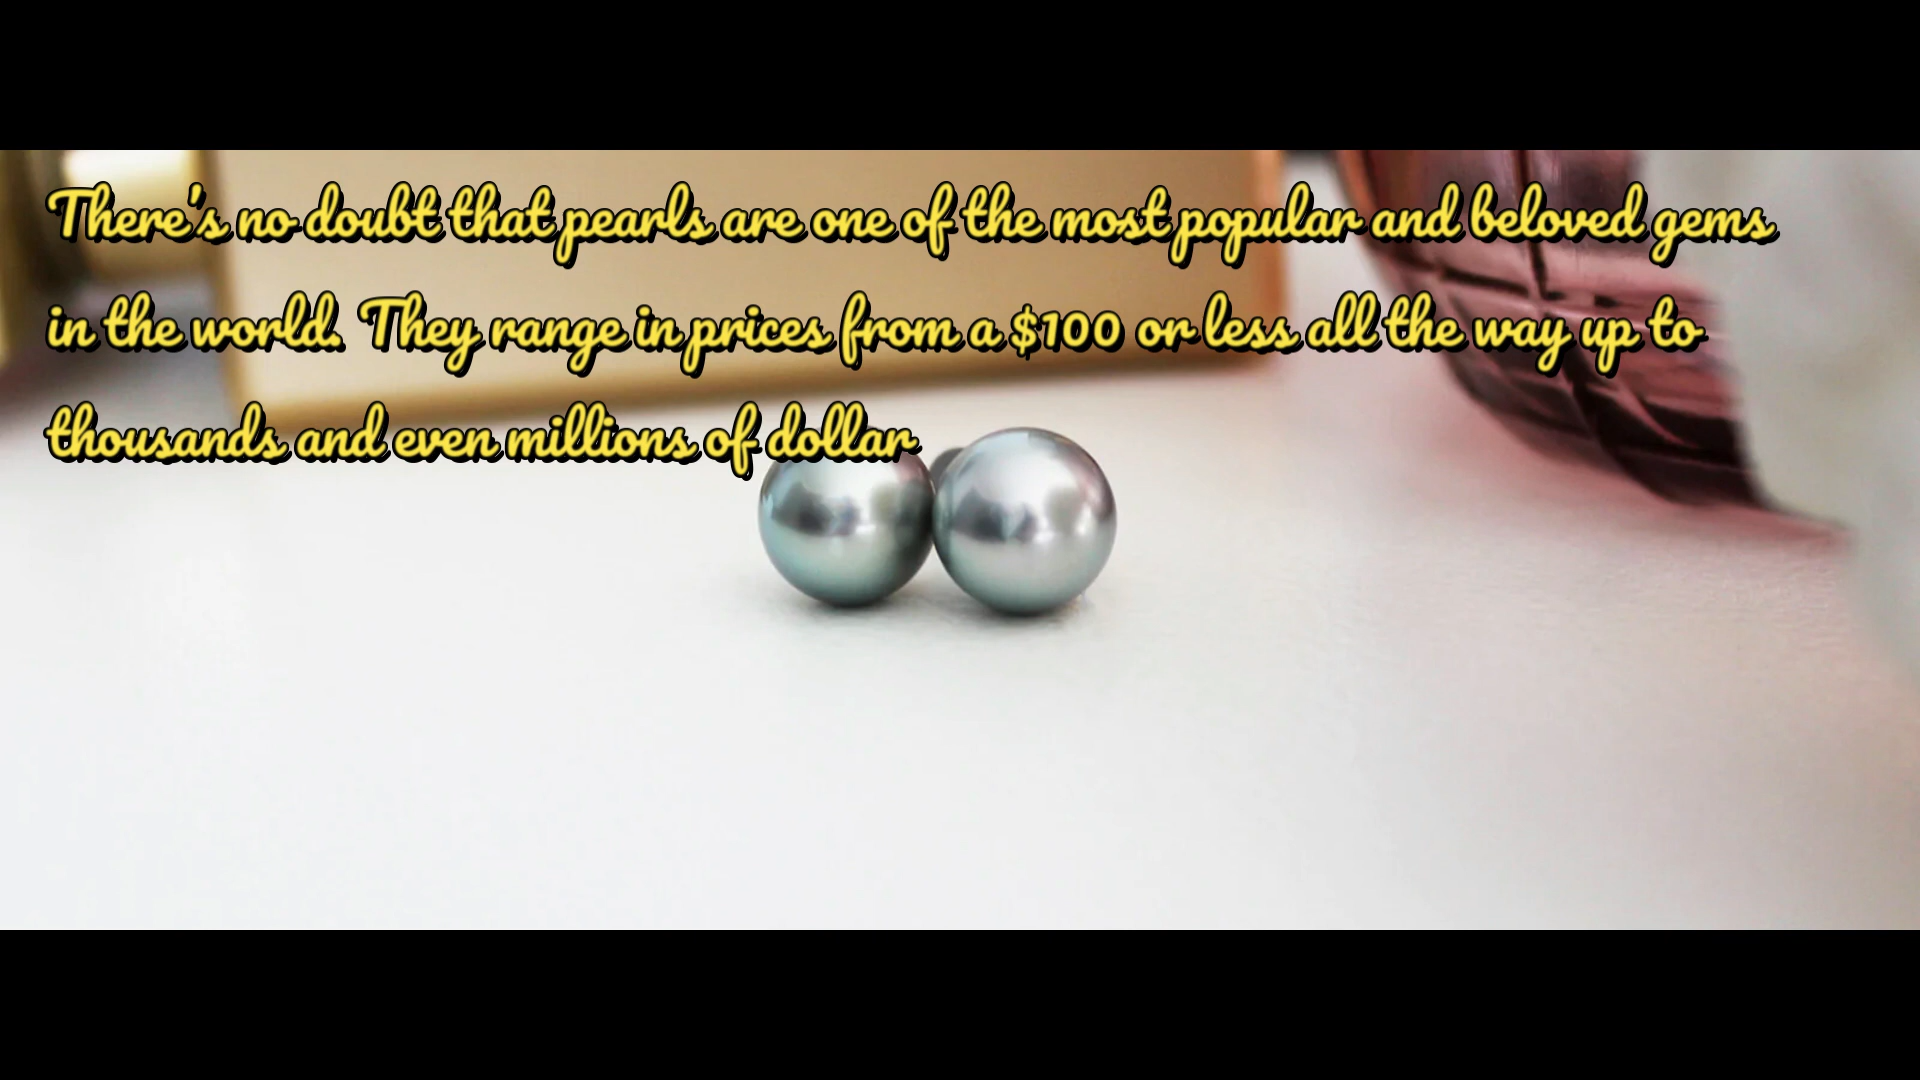 There's no doubt that pearls are one of the most popular and beloved gems
in the world. They range in prices from a $100 or less all the way up to
thousands and even millions of dollar